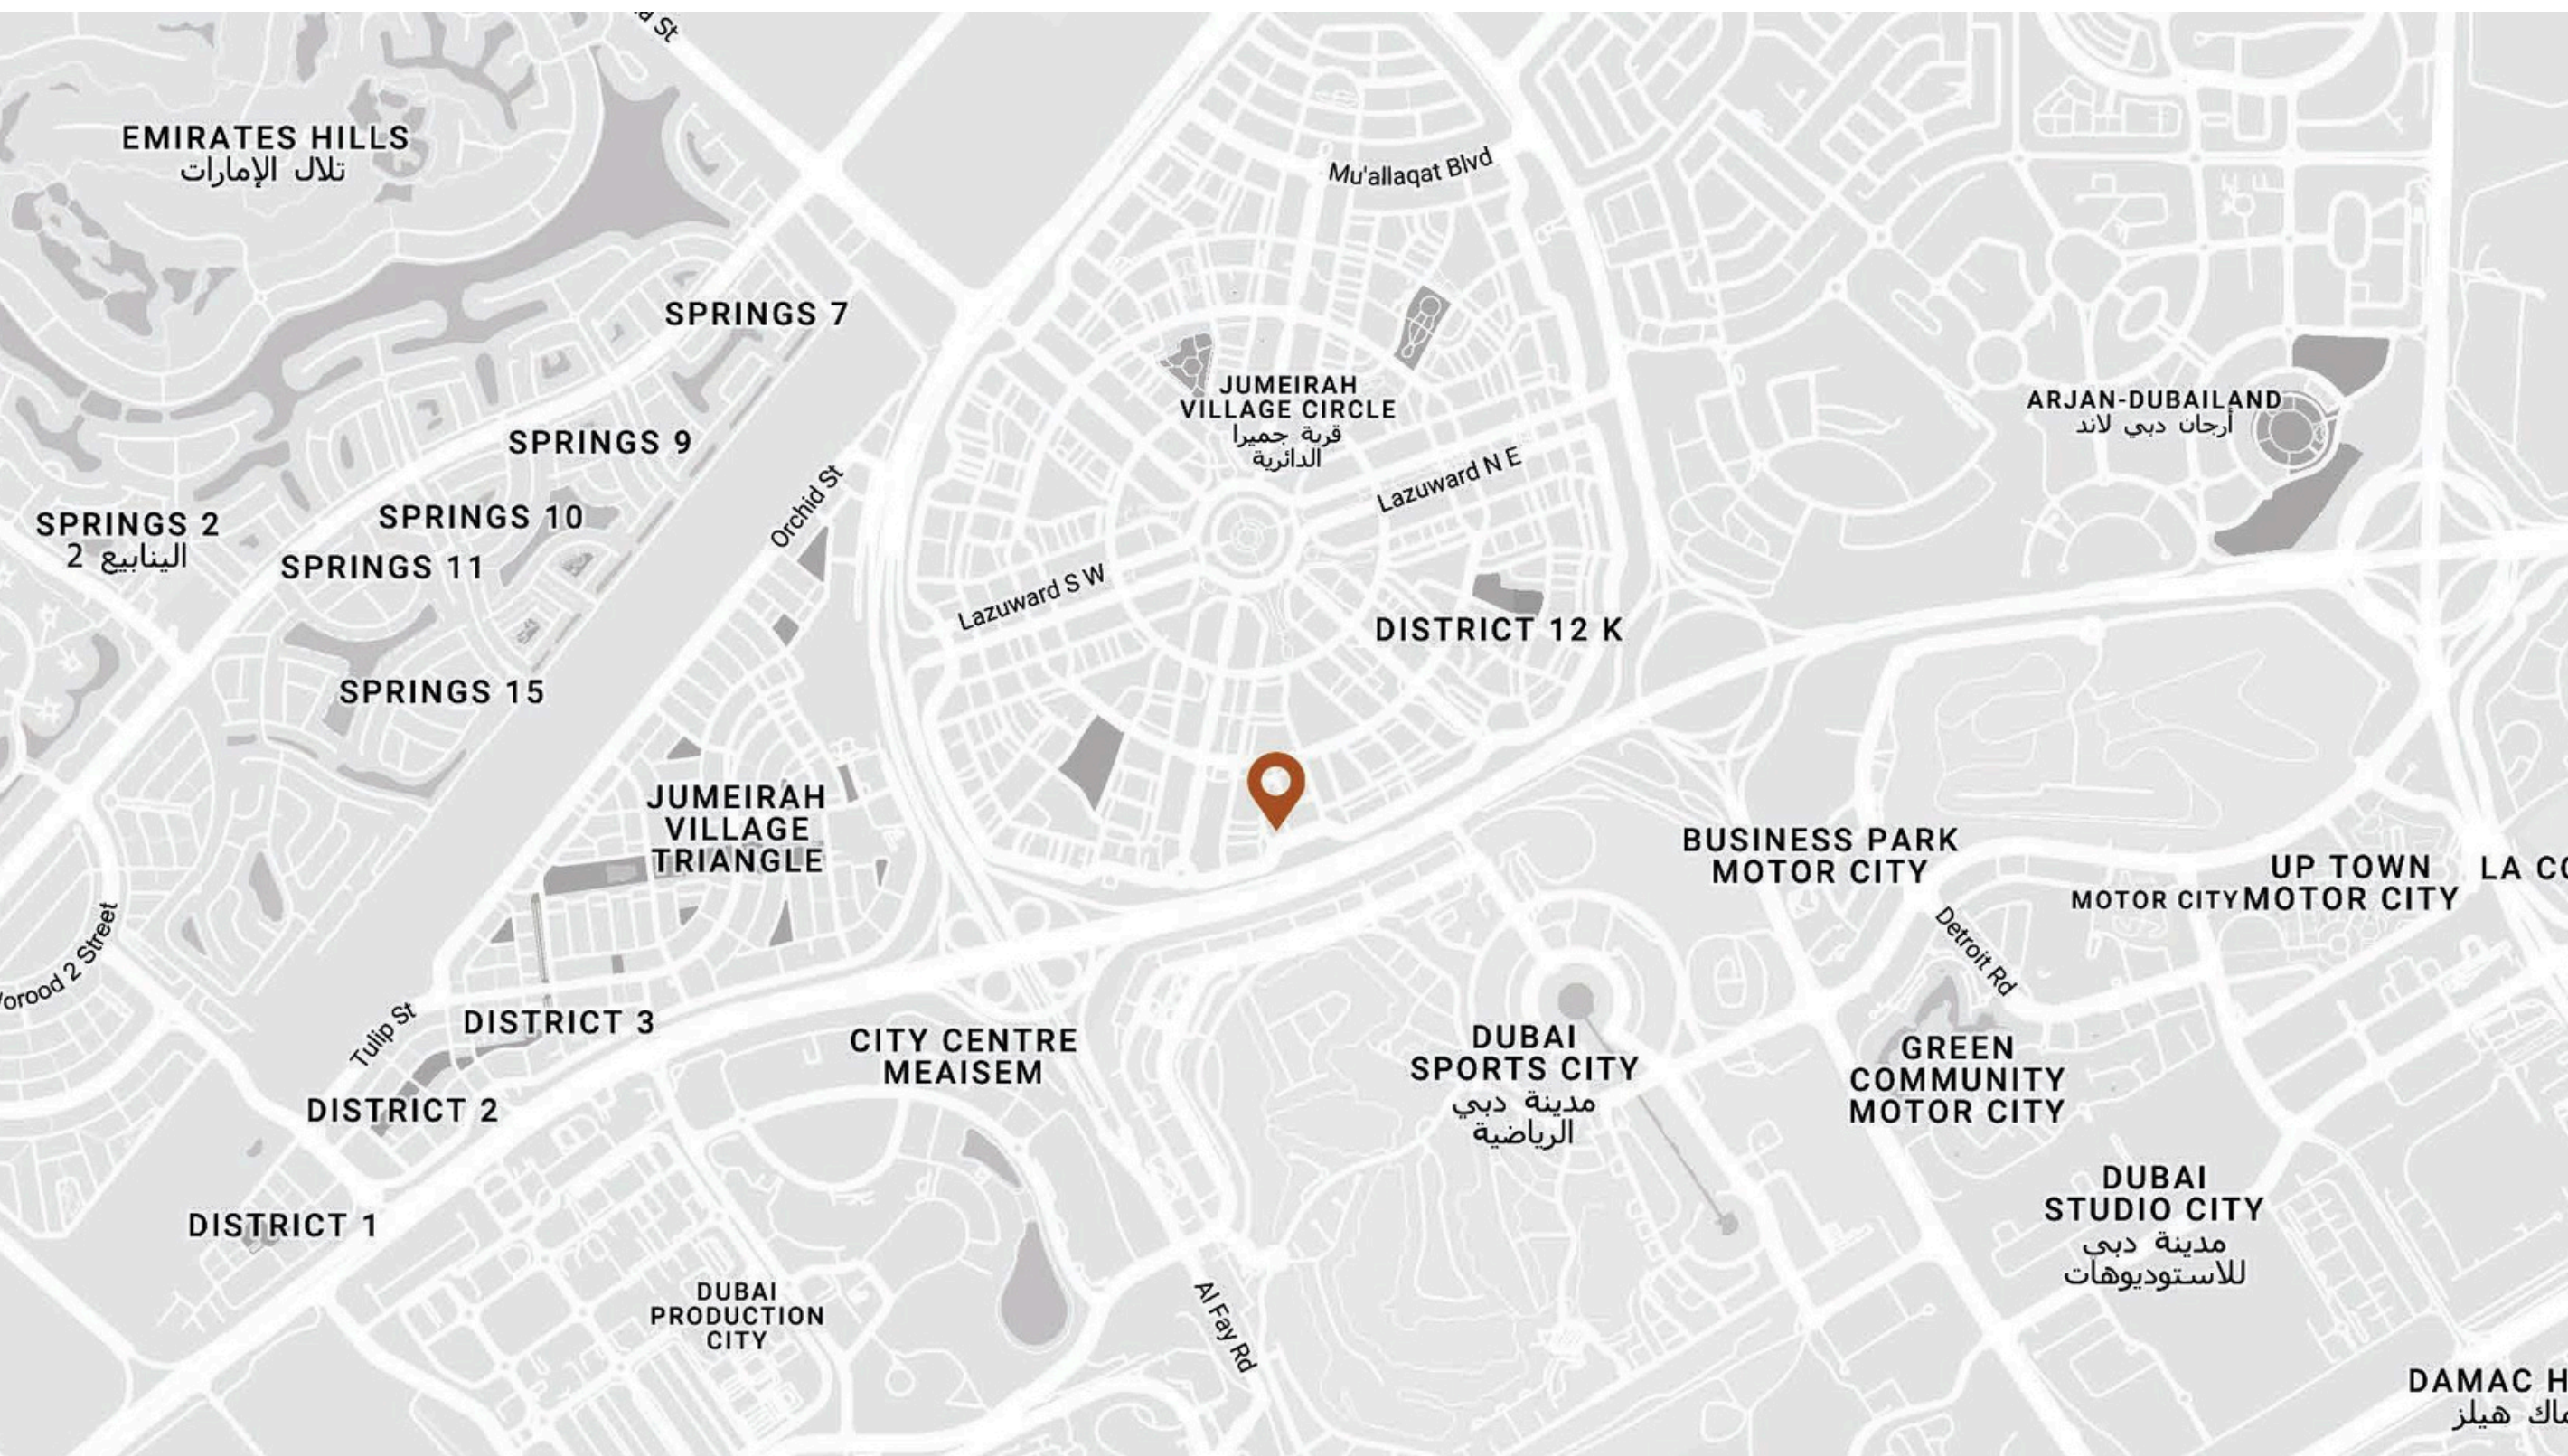 Mu'allaqat Blvd
EMIRATES HILLS
تلال الإمارات
SPRINGS 7
JUMEIRAH
VILLAGE CIRCLE
قرية جميرا
الدائرية
ARJAN-DUBAILAND
أرجان دبي لاند
SPRINGS 9
Lazuward N E
Orchid St
SPRINGS 2
الينابيع 2
SPRINGS 10
SPRINGS 11
Lazuward S W
DISTRICT 12 K
SPRINGS 15
JUMEIRAH
VILLAGE
TRIANGLE
BUSINESS PARK
MOTOR CITY
UP TOWN
MOTOR CITY
MOTOR CITY
Detroit Rd
2 Street
Tulip St
DISTRICT 3
CITY CENTRE
MEAISEM
DUBAI
SPORTS CITY
مدينة دبي
الرياضية
GREEN
COMMUNITY
MOTOR CITY
DISTRICT 2
DUBAI
STUDIO CITY
مدينة دبي
للاستوديوهات
DISTRICT 1
DUBAI
PRODUCTION
CITY
Al Fay Rd
DAMAC H
هيلز